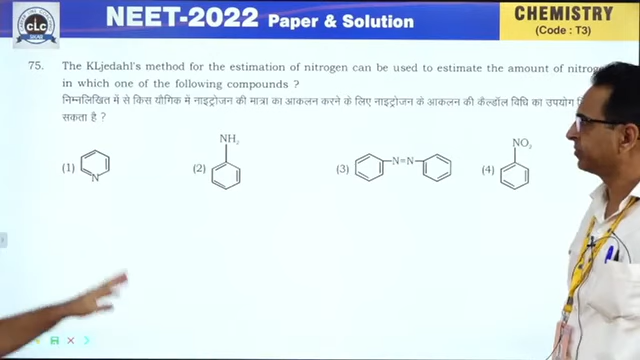 CLC
NEET-2022 Paper & Solution
CHEMISTRY
(Code : T3)
75. The KLjedahl's method for the estimation of nitrogen can be used to estimate the amount of
in which one of the following compounds ?
निम्नलिखित में से किस यौगिक में नाइट्रोजन की मात्रा का आकलन करने के लिए नाइट्रोजन के आकलन की कैल्डॉल विधि का उपयोग
सकता है ?
(1) N
(2) NH2
(3) N=N
(4) NO2